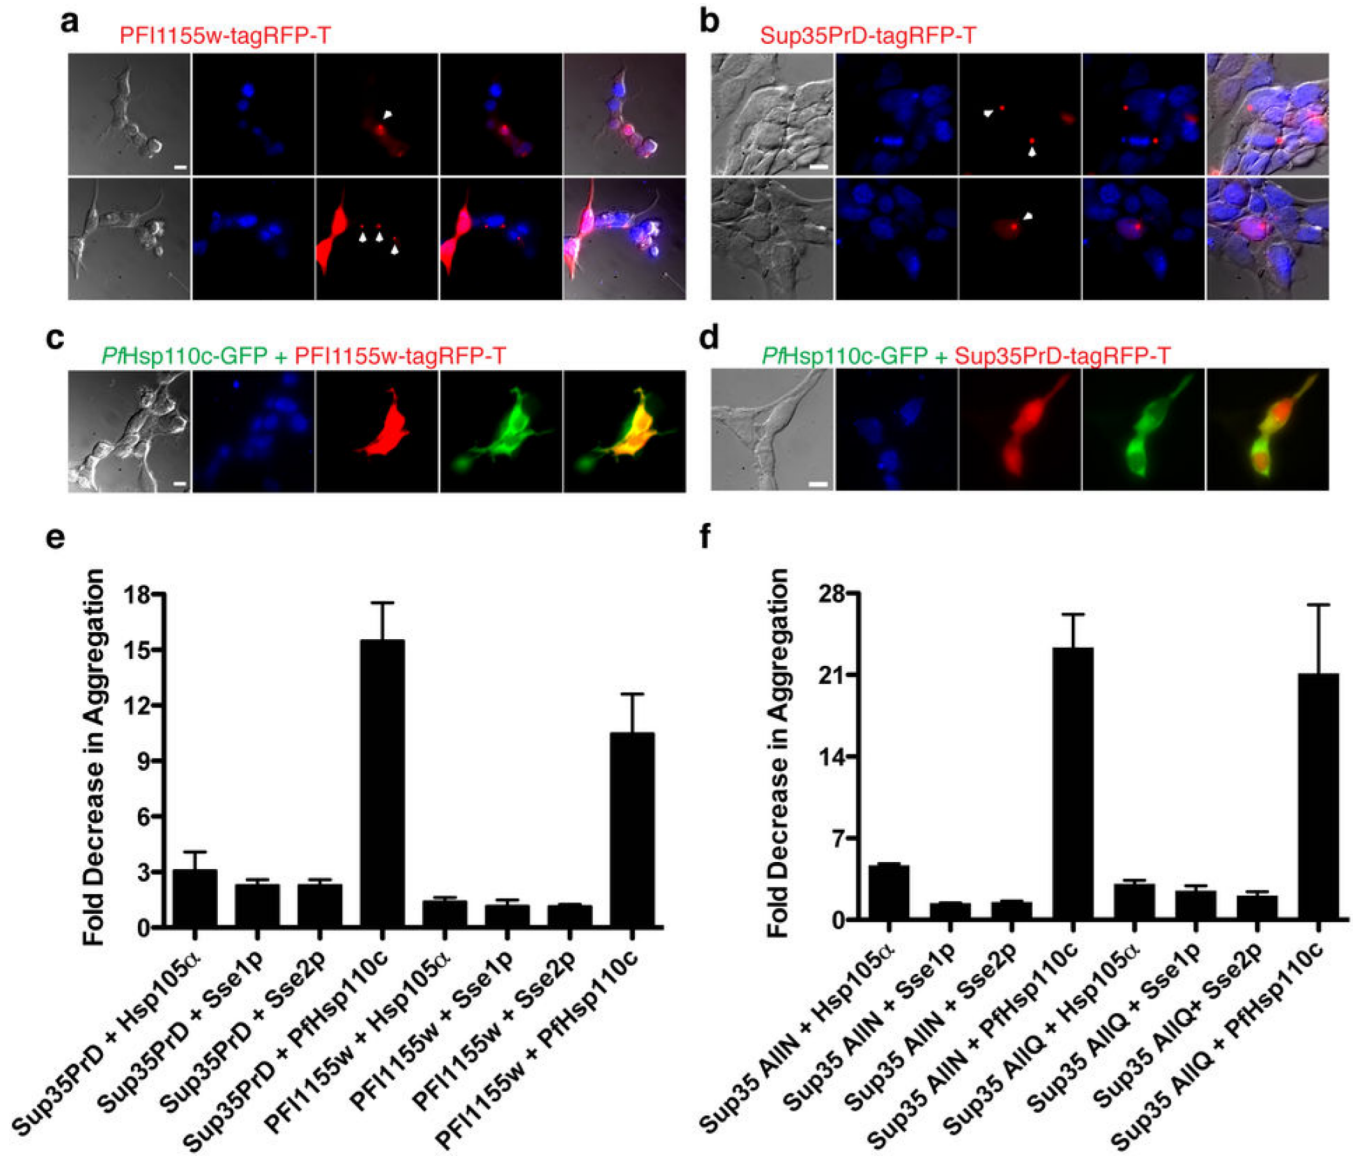 a
PFI1155w-tagRFP-T
b
Sup35PrD-tagRFP-T
c
PfHsp110c-GFP + PFI1155w-tagRFP-T
d
PfHsp110c-GFP + Sup35PrD-tagRFP-T
e
Fold Decrease in Aggregation
18
15
12
9
6
3
0
Sup35PrD + Hsp105α
Sup35PrD + Sse1p
Sup35PrD + Sse2p
Sup35PrD + PfHsp110c
PFI1155w + Hsp105α
PFI1155w + Sse1p
PFI1155w + Sse2p
PFI1155w + PfHsp110c
f
Fold Decrease in Aggregation
28
21
14
7
0
Sup35 AllN + Hsp105α
Sup35 AllN + Sse1p
Sup35 AllN + Sse2p
Sup35 AllN + PfHsp110c
Sup35 AllQ + Hsp105α
Sup35 AllQ + Sse1p
Sup35 AllQ+ Sse2p
Sup35 AllQ + PfHsp110c